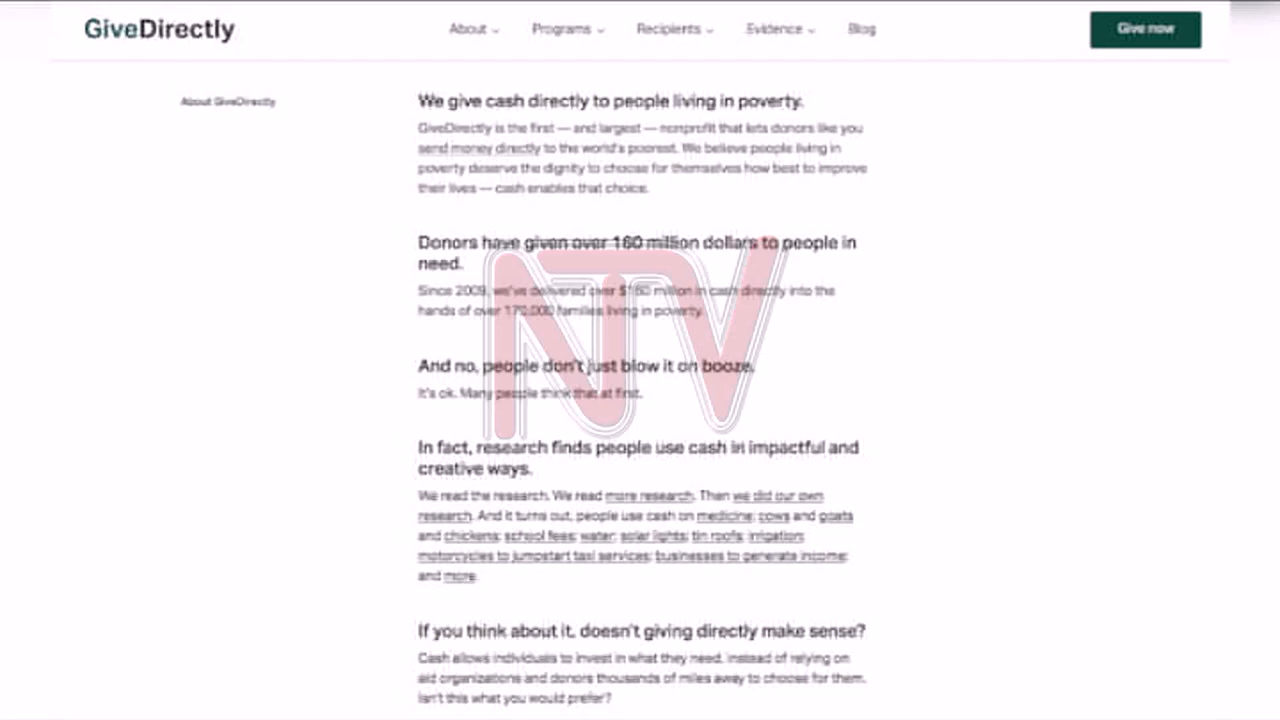 GiveDirectly
About
Programs
Recipients
Evidence
Blog
Give now
About GiveDirectly
We give cash directly to people living in poverty.
GiveDirectly is the first — and largest — nonprofit that lets donors like you
send money directly to the world's poorest. We believe people living in
poverty deserve the dignity to choose for themselves how best to improve
their lives — cash enables that choice.
Donors have given over 160 million dollars to people in
need.
Since 2009, we've delivered over $160 million in cash directly into the
hands of over 170,000 families living in poverty.
NTV
And no, people don't just blow it on booze.
It's ok. Many people think that at first.
In fact, research finds people use cash in impactful and
creative ways.
We read the research. We read more research. Then we did our own
research. And it turns out, people use cash on medicine; cows and goats
and chickens; school fees; water; solar lights; tin roofs; irrigation;
motorcycles to jumpstart taxi services; businesses to generate income;
and more.
If you think about it, doesn't giving directly make sense?
Cash allows individuals to invest in what they need, instead of relying on
aid organizations and donors thousands of miles away to choose for them.
Isn't this what you would prefer?